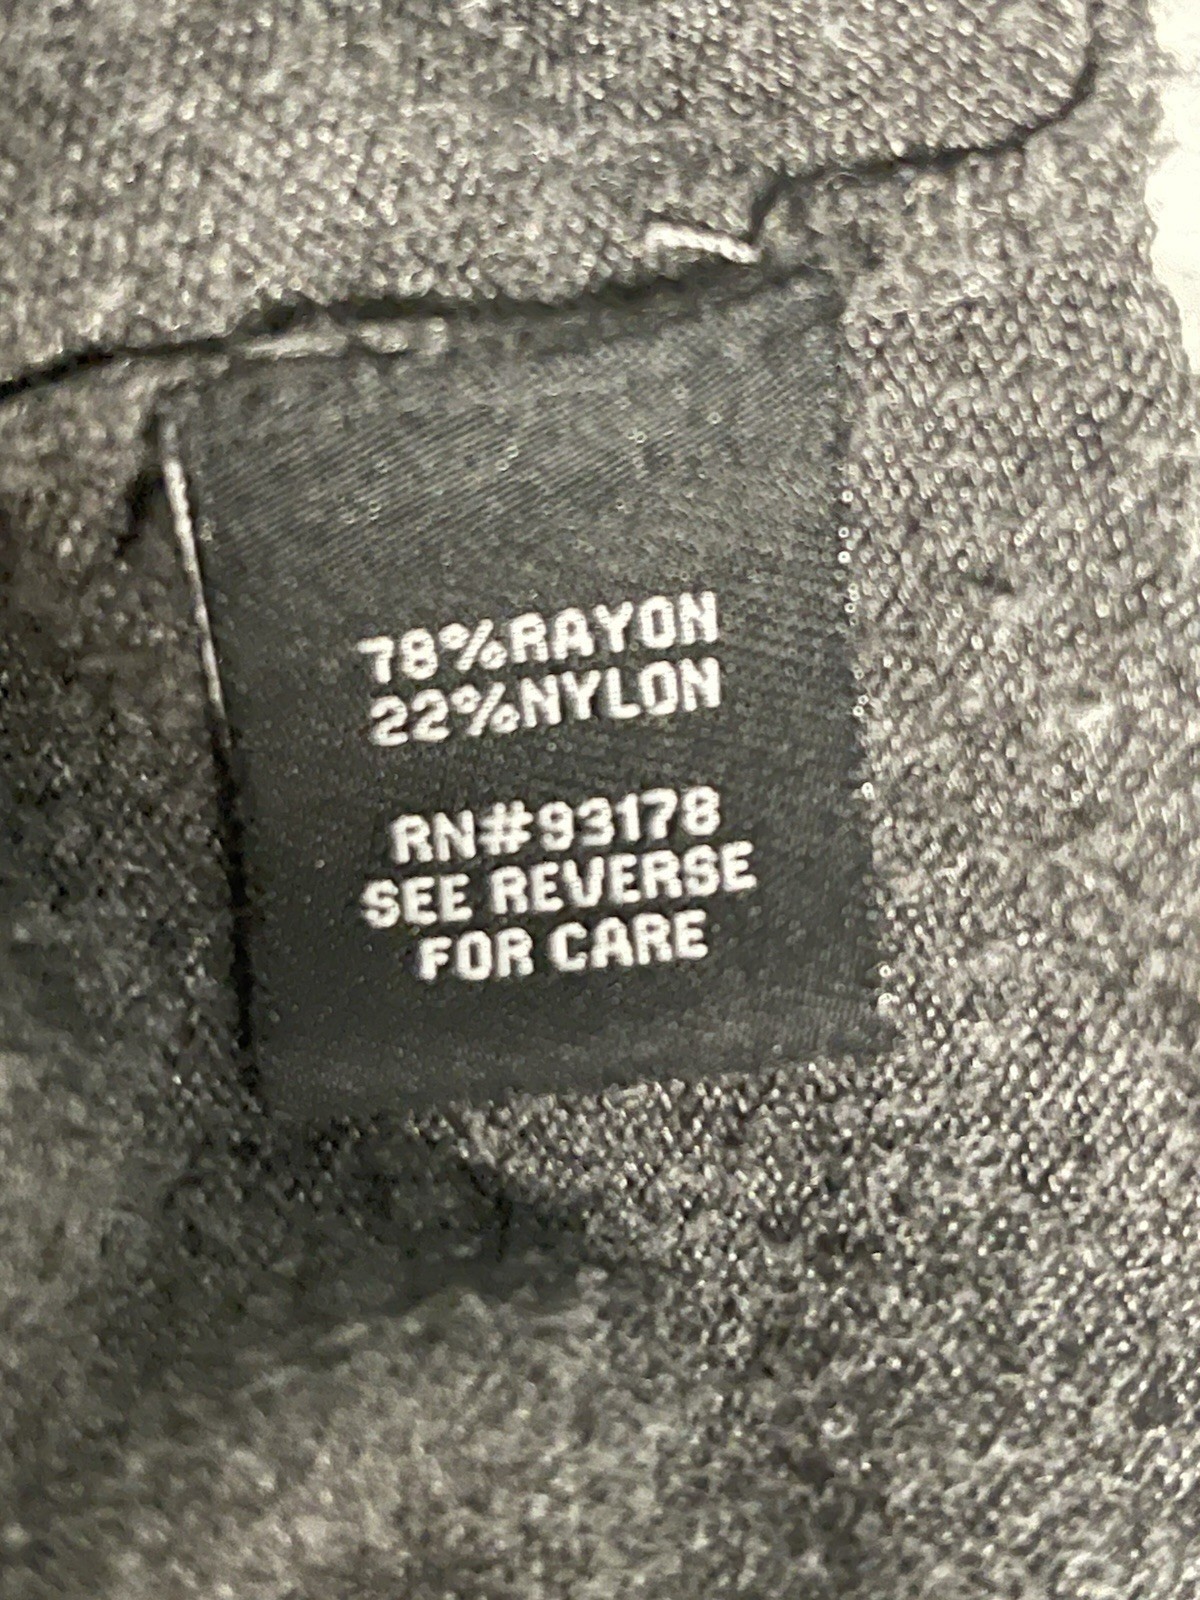 78%RAYON
22%NYLON
RN#93178
SEE REVERSE
FOR CARE